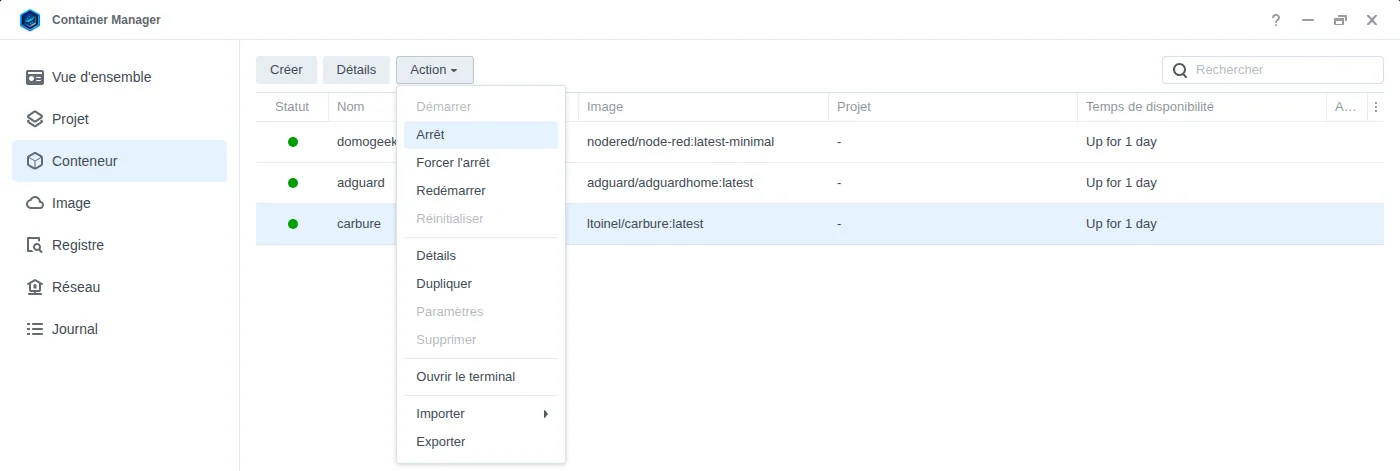 Container Manager
Vue d'ensemble
Projet
Conteneur
Image
Registre
Réseau
Journal
Créer Détails Action
Rechercher
Statut Nom Image Projet Temps de disponibilité A...
domogeek nodered/node-red:latest-minimal - Up for 1 day
adguard adguard/adguardhome:latest - Up for 1 day
carbure ltoinel/carbure:latest - Up for 1 day
Démarrer
Arrêt
Forcer l'arrêt
Redémarrer
Réinitialiser
Détails
Dupliquer
Paramètres
Supprimer
Ouvrir le terminal
Importer
Exporter